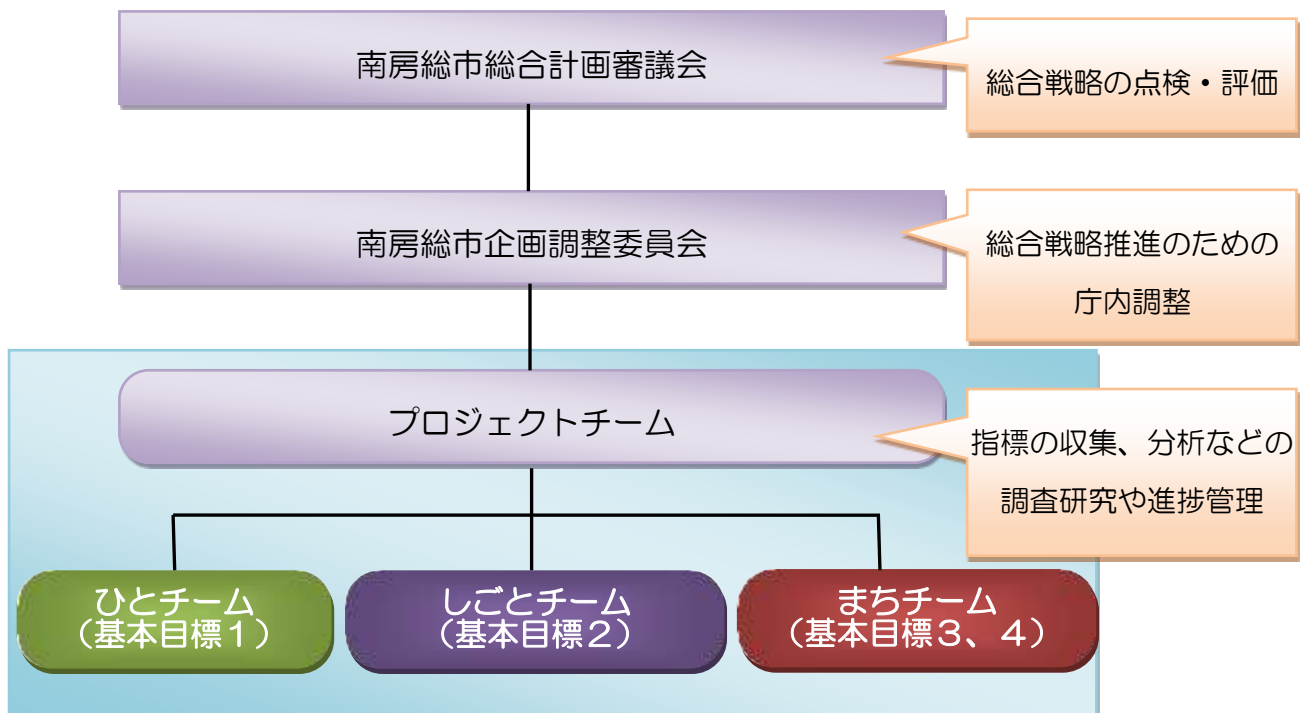 南房総市総合計画審議会
総合戦略の点検・評価
南房総市企画調整委員会
総合戦略推進のための
庁内調整
プロジェクトチーム
指標の収集、分析などの
調査研究や進捗管理
ひとチーム
（基本目標１）
しごとチーム
（基本目標２）
まちチーム
（基本目標３、４）